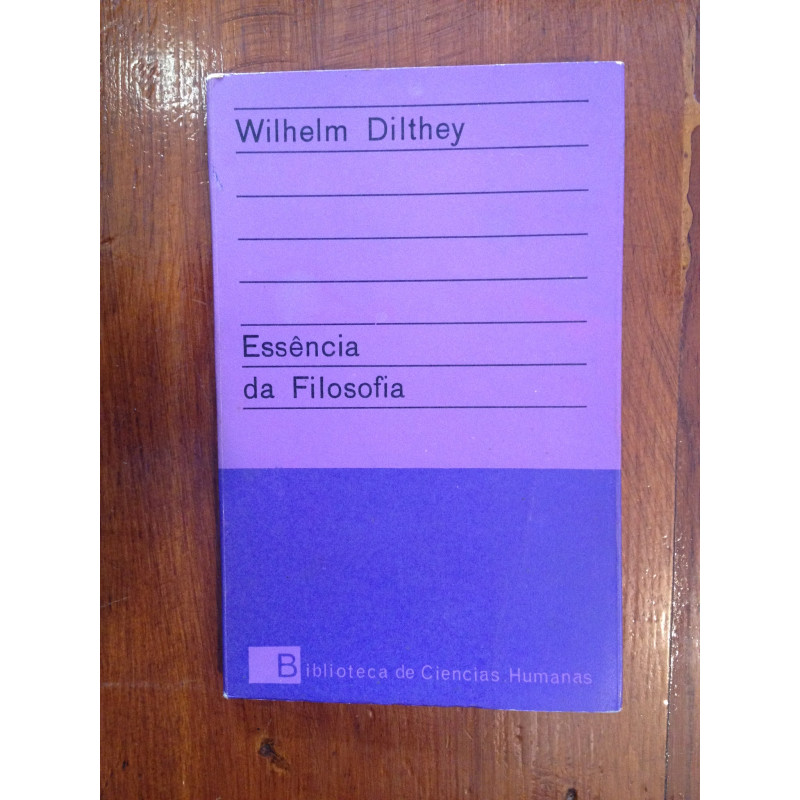 Wilhelm Dilthey
Essência
da Filosofia
Biblioteca de Ciencias Humanas